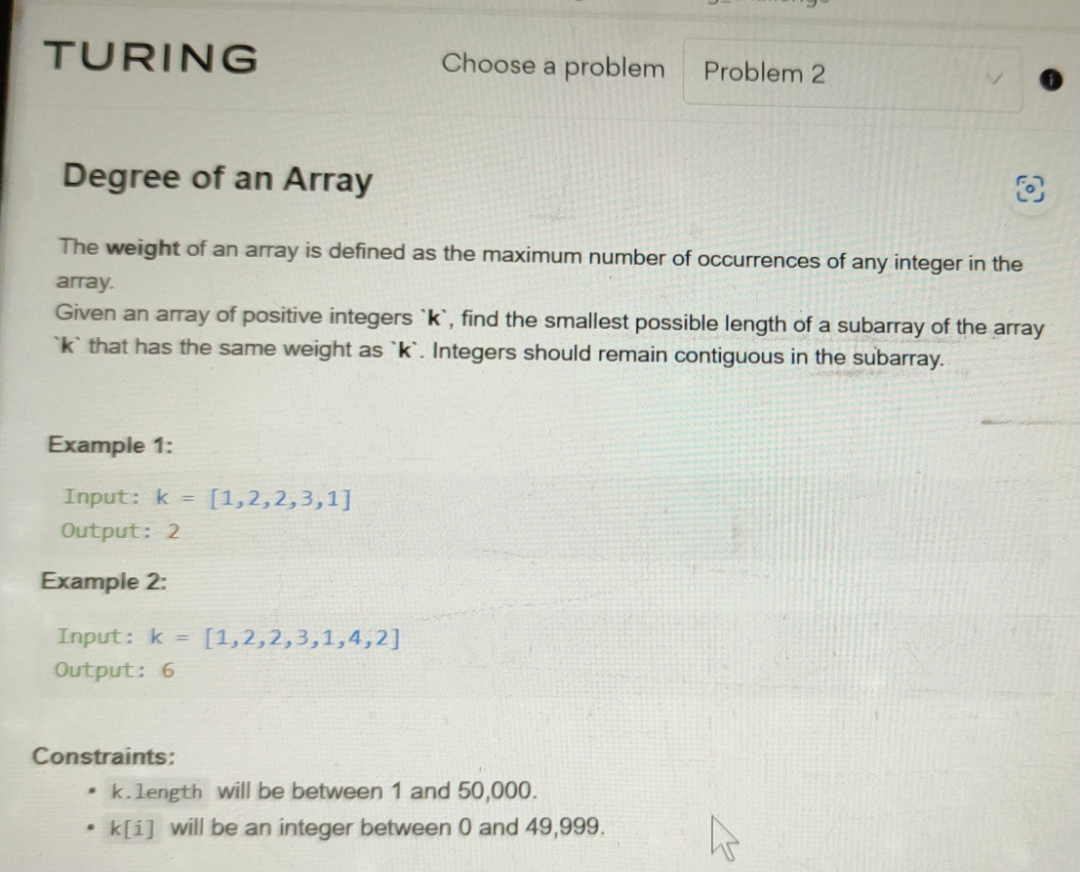 TURING
Choose a problem
Problem 2
Degree of an Array
The weight of an array is defined as the maximum number of occurrences of any integer in the
array.
Given an array of positive integers `k`, find the smallest possible length of a subarray of the array
`k` that has the same weight as `k`. Integers should remain contiguous in the subarray.
Example 1:
Input: k = [1,2,2,3,1]
Output: 2
Example 2:
Input: k = [1,2,2,3,1,4,2]
Output: 6
Constraints:
• k.length will be between 1 and 50,000.
• k[i] will be an integer between 0 and 49,999.